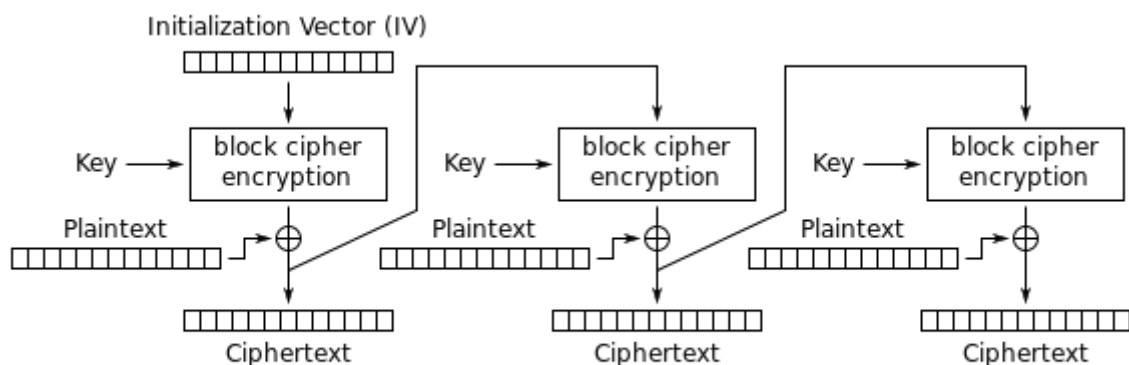 Initialization Vector (IV)
Key
block cipher
encryption
Key
block cipher
encryption
Key
block cipher
encryption
Plaintext
Plaintext
Plaintext
Ciphertext
Ciphertext
Ciphertext